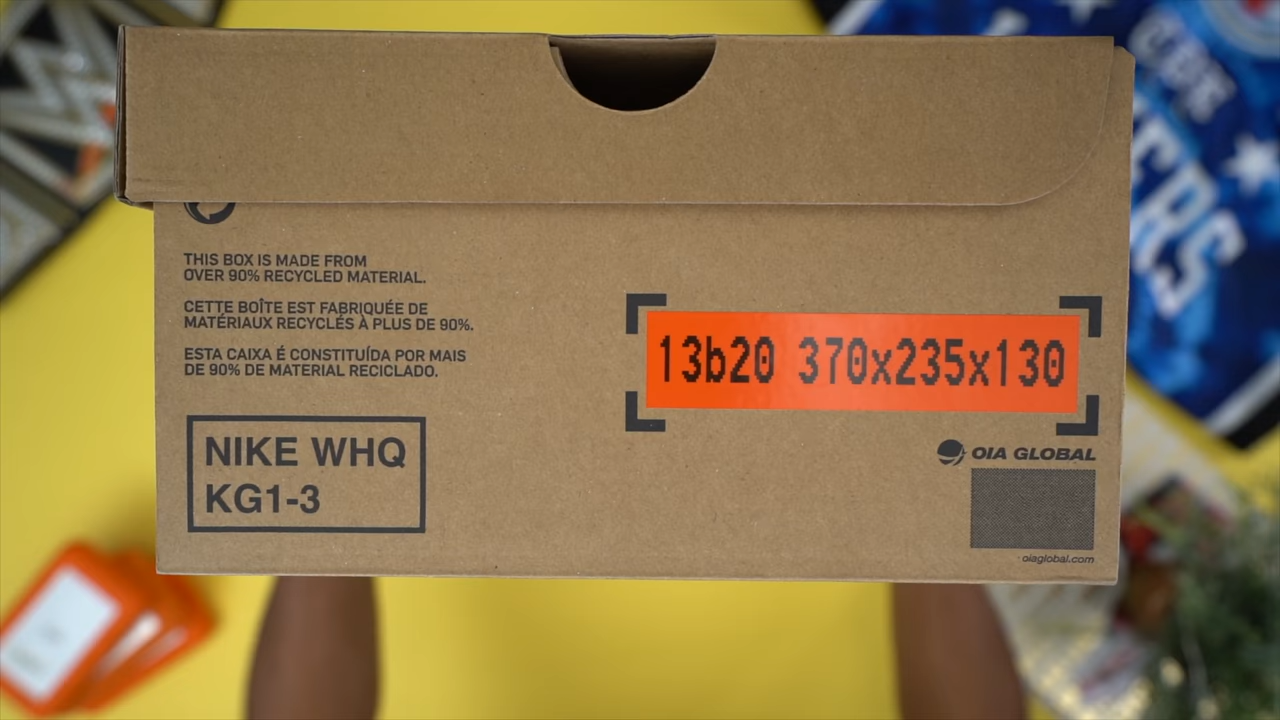 THIS BOX IS MADE FROM
OVER 90% RECYCLED MATERIAL.
CETTE BOÎTE EST FABRIQUÉE DE
MATÉRIAUX RECYCLÉS À PLUS DE 90%.
ESTA CAIXA É CONSTITUÍDA POR MAIS
DE 90% DE MATERIAL RECICLADO.
NIKE WHQ
KG1-3
13b20 370x235x130
OIA GLOBAL
oiaglobal.com